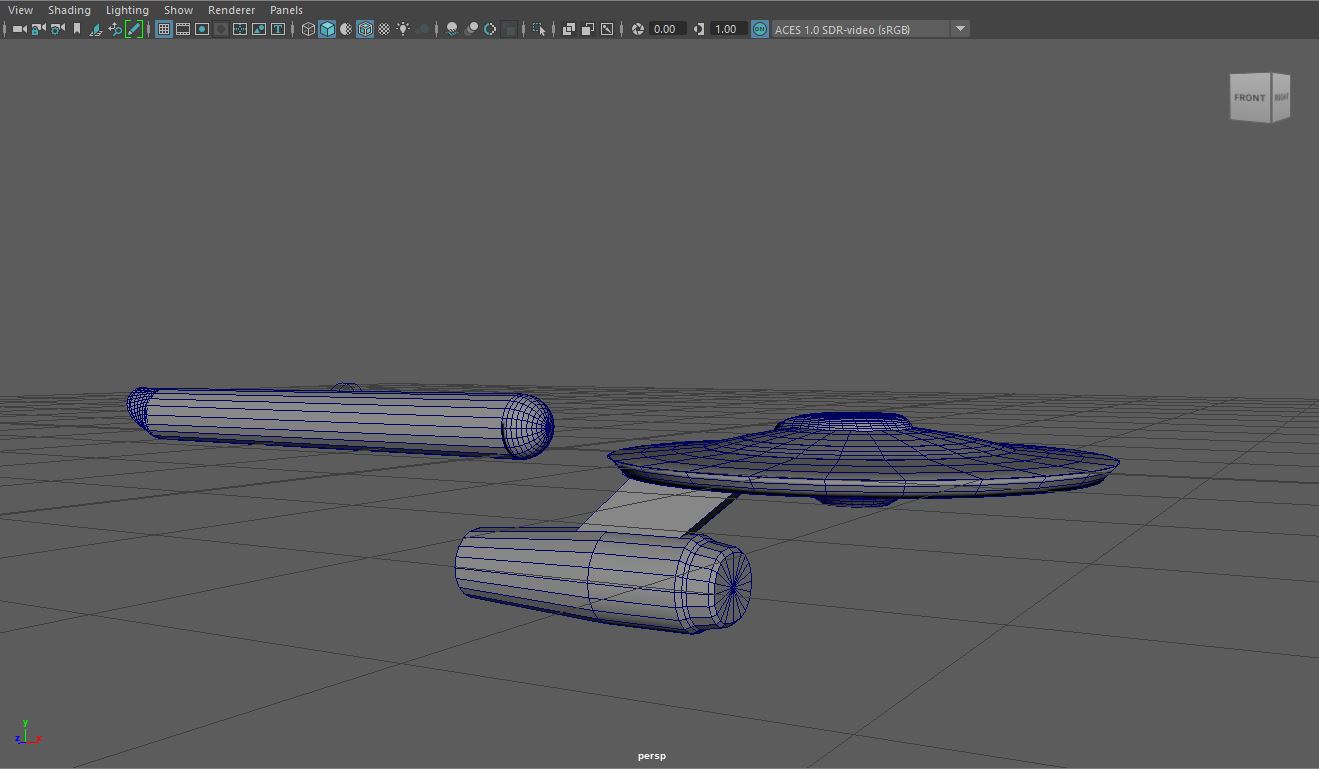 View Shading Lighting Show Renderer Panels
T 0.00 1.00 ON ACES 1.0 SDR-video (sRGB)
FRONT RIGHT
y
z x
persp